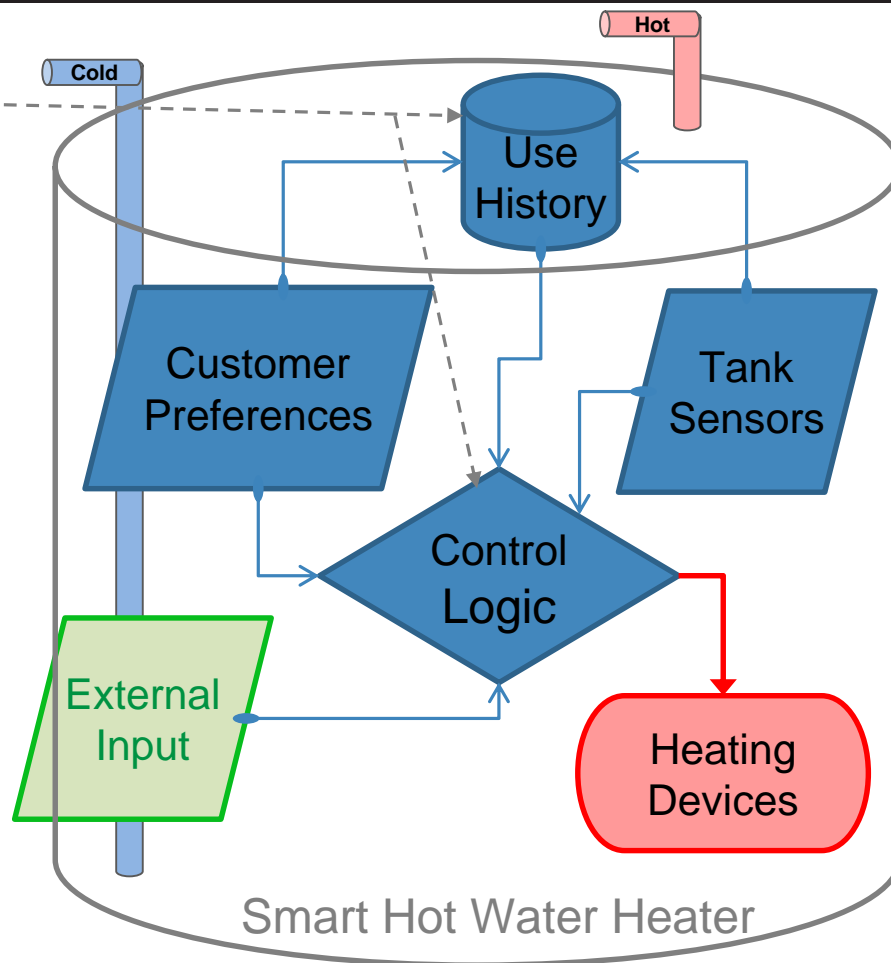 Hot
Cold
Use
History
Customer
Preferences
Tank
Sensors
Control
Logic
External
Input
Heating
Devices
Smart Hot Water Heater